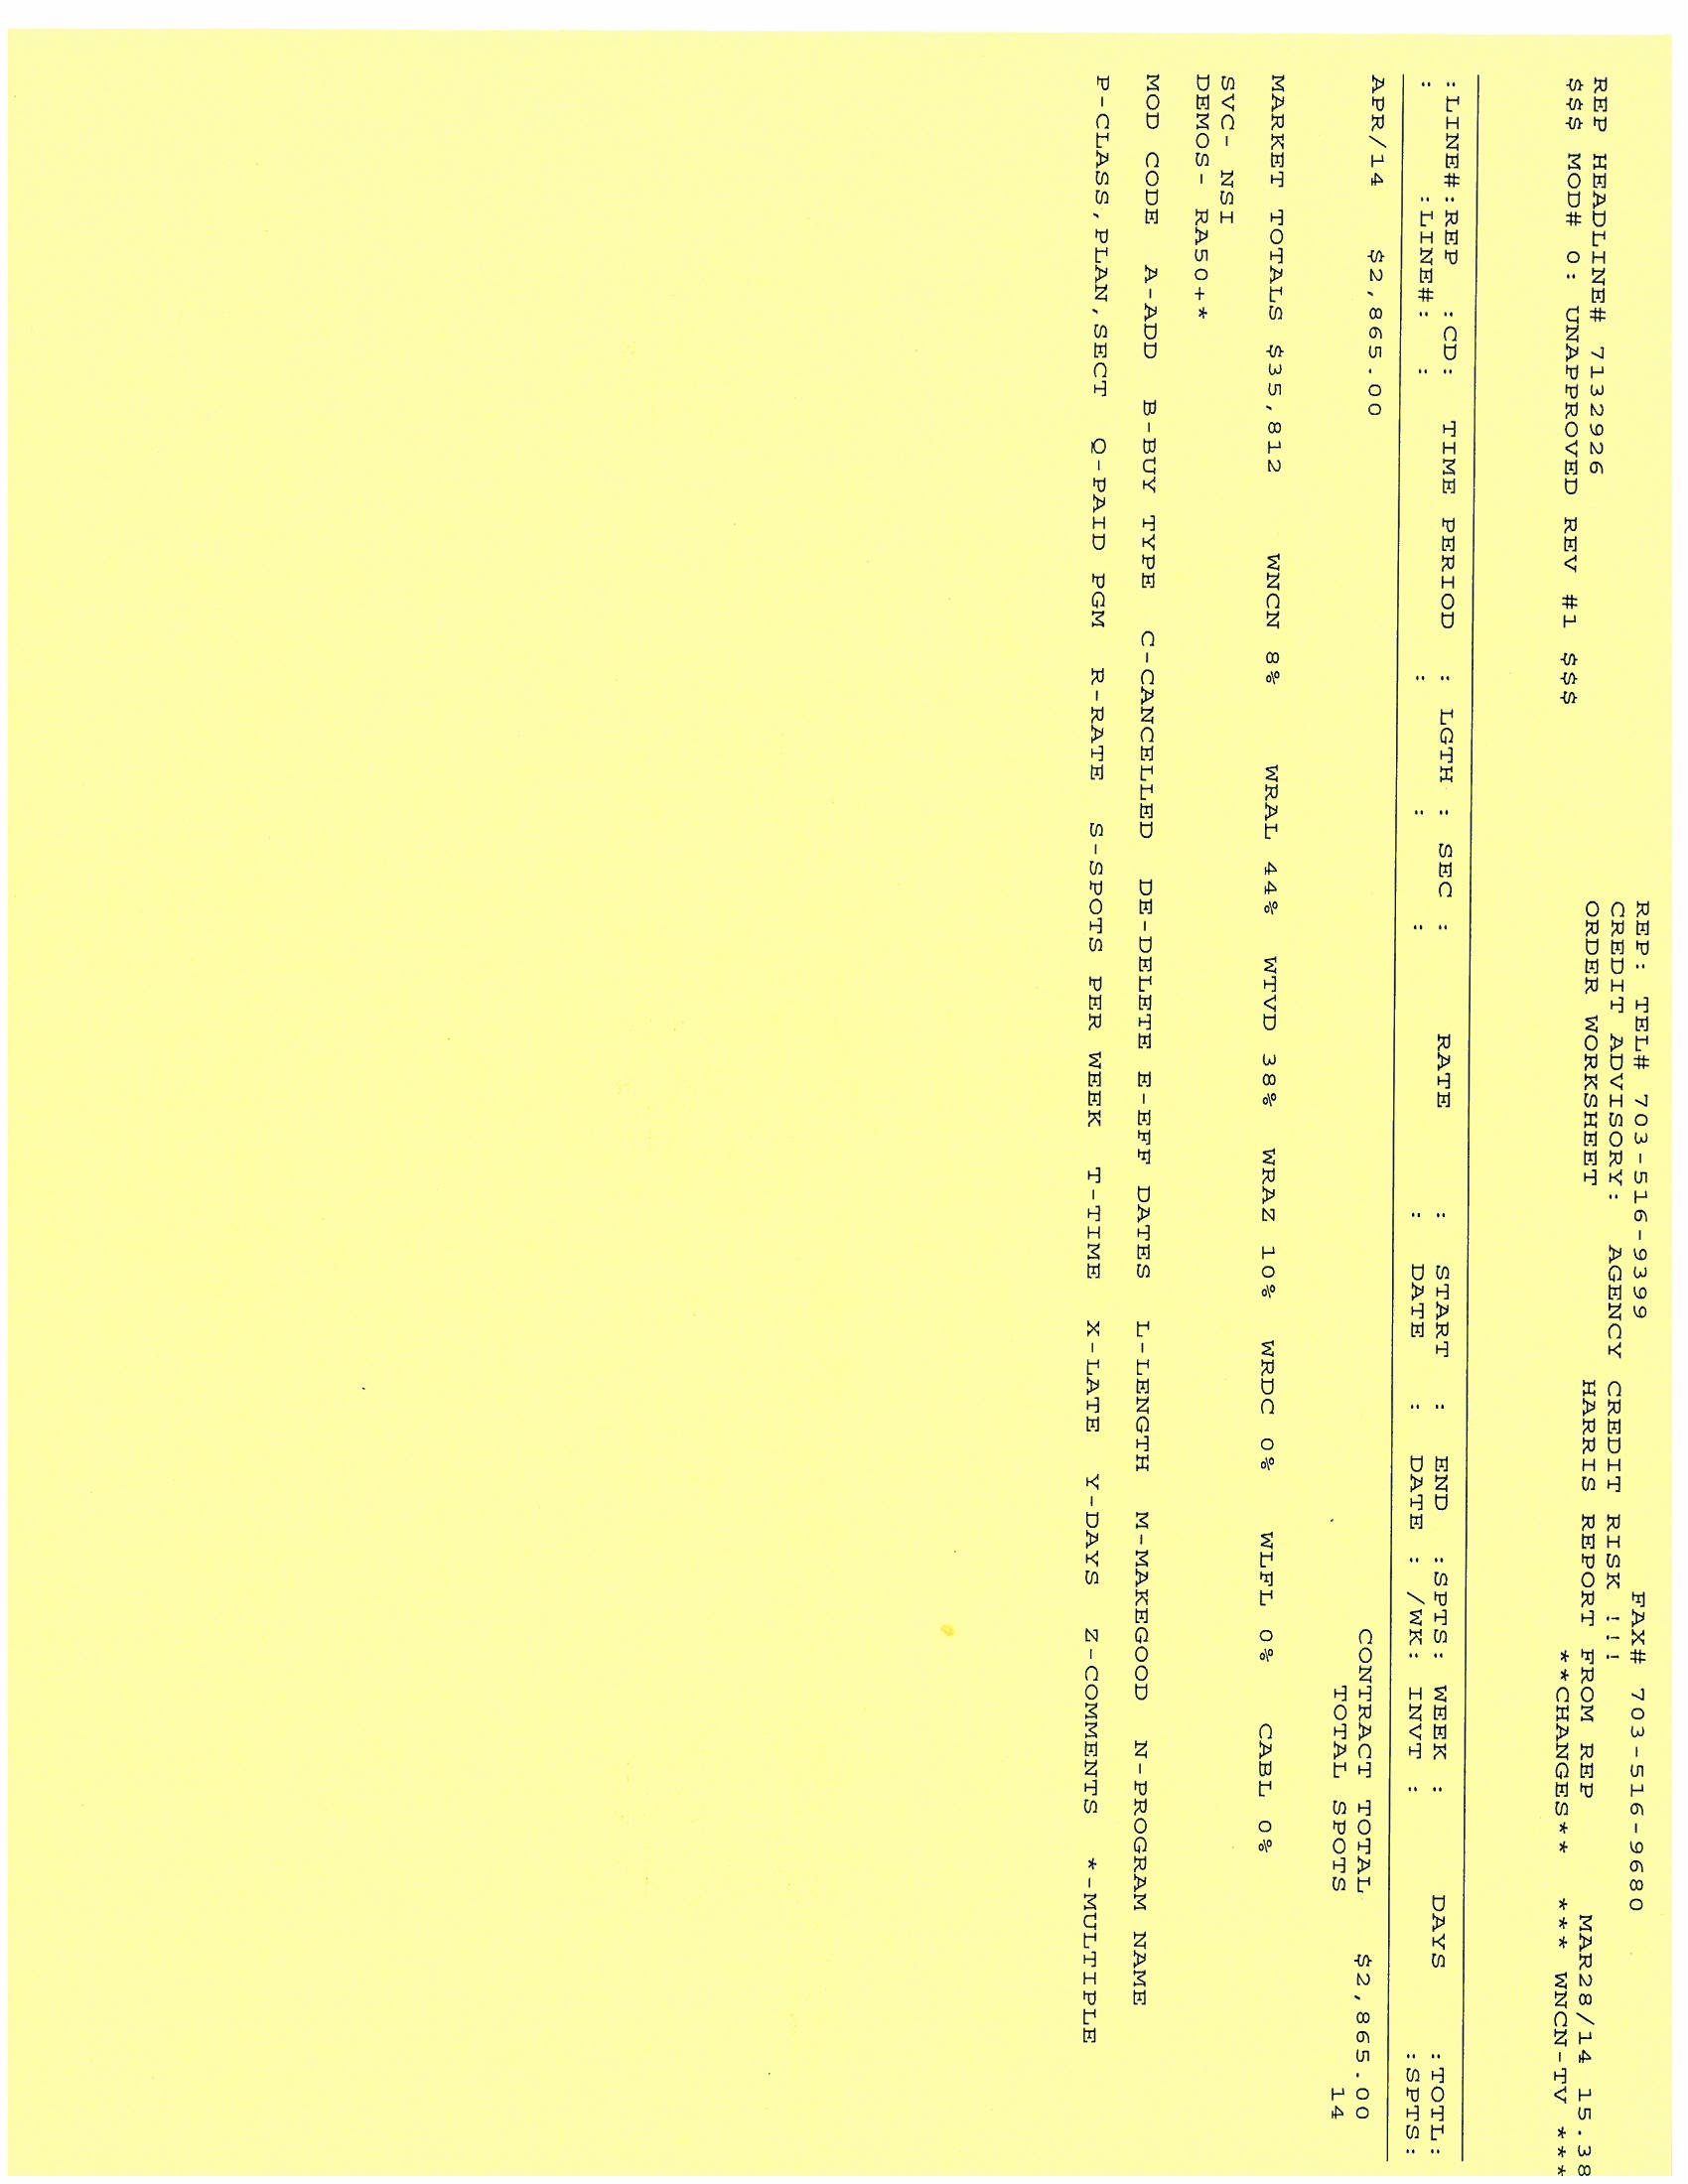 REP: TEL# 703-516-9399 FAX# 703-516-9680
CREDIT ADVISORY: AGENCY CREDIT RISK !!!
REP HEADLINE# 7132926 ORDER WORKSHEET HARRIS REPORT FROM REP MAR28/14 15.38
$$$ MOD# 0: UNAPPROVED REV #1 $$$ **CHANGES** *** WNCN-TV ***
:LINE#:REP :CD: TIME PERIOD : LGTH : SEC : RATE : START : END :SPTS: WEEK : DAYS :TOTL:
: :LINE#: : : : : : DATE : DATE : /WK: INVT : :SPTS:
APR/14 $2,865.00 CONTRACT TOTAL $2,865.00
TOTAL SPOTS 14
MARKET TOTALS $35,812 WNCN 8% WRAL 44% WTVD 38% WRAZ 10% WRDC 0% WLFL 0% CABL 0%
SVC- NSI
DEMOS- RA50+*
MOD CODE A-ADD B-BUY TYPE C-CANCELLED DE-DELETE E-EFF DATES L-LENGTH M-MAKEGOOD N-PROGRAM NAME
P-CLASS,PLAN,SECT Q-PAID PGM R-RATE S-SPOTS PER WEEK T-TIME X-LATE Y-DAYS Z-COMMENTS *-MULTIPLE